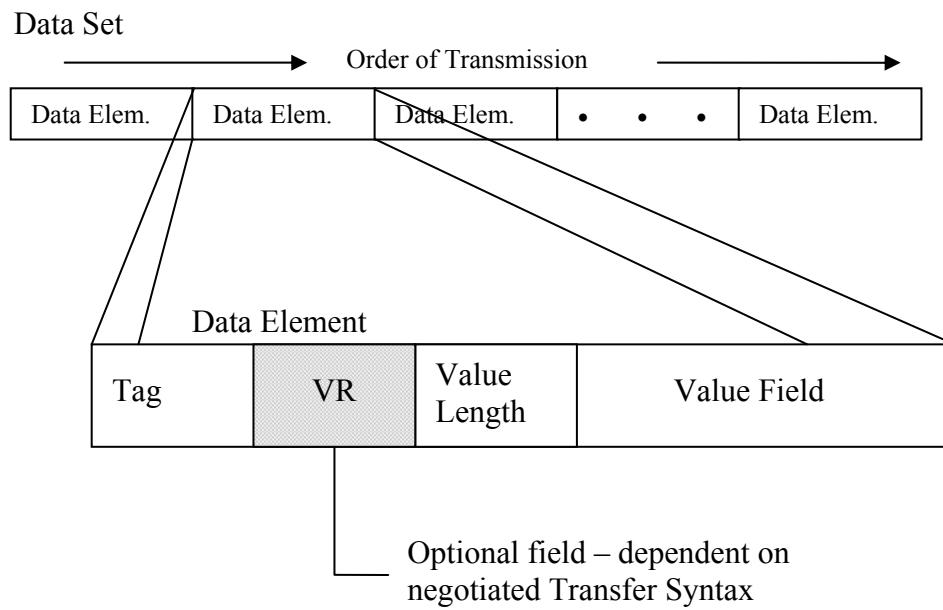 Data Set
Order of Transmission
Data Elem. Data Elem. Data Elem. • • • Data Elem.
Data Element
Tag VR Value Length Value Field
Optional field – dependent on
negotiated Transfer Syntax